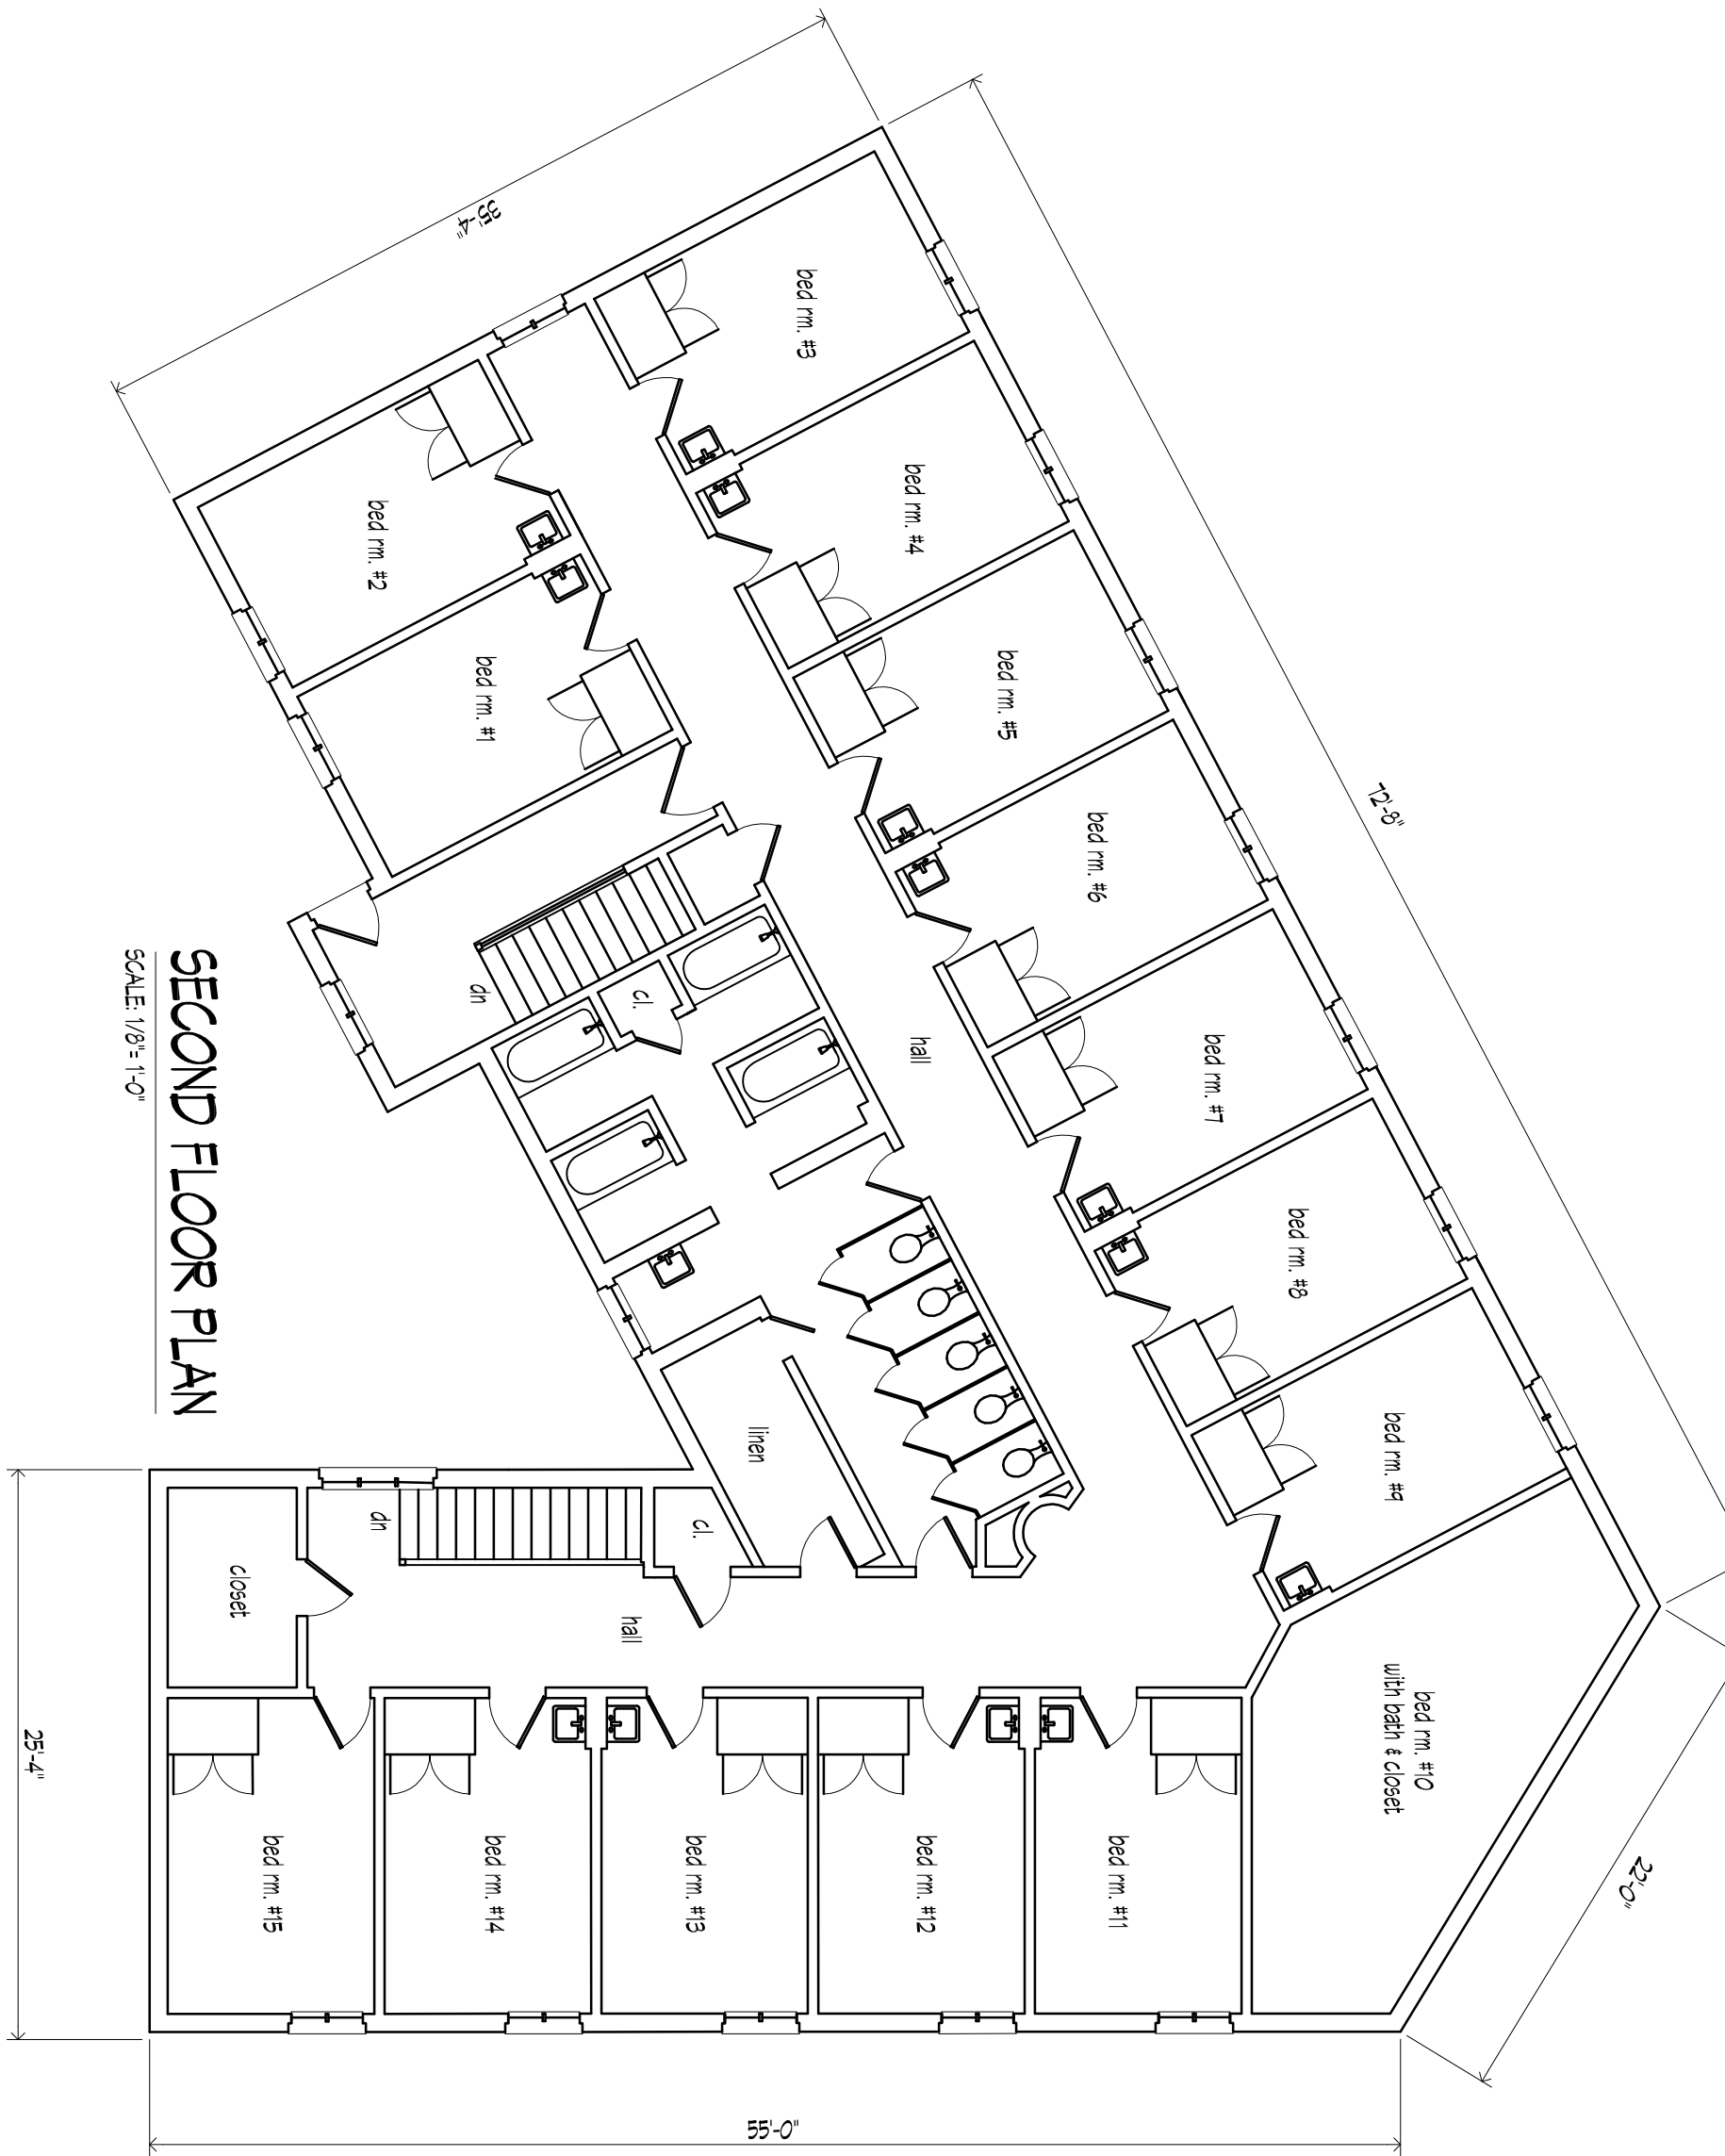 SECOND FLOOR PLAN
SCALE: 1/8"= 1'-0"
35'-4"
72'-8"
22'-0"
55'-0"
25'-4"
bed rm. #1
bed rm. #2
bed rm. #3
bed rm. #4
bed rm. #5
bed rm. #6
bed rm. #7
bed rm. #8
bed rm. #9
bed rm. #10
with bath & closet
bed rm. #11
bed rm. #12
bed rm. #13
bed rm. #14
bed rm. #15
hall
hall
dn
dn
cl.
cl.
linen
closet